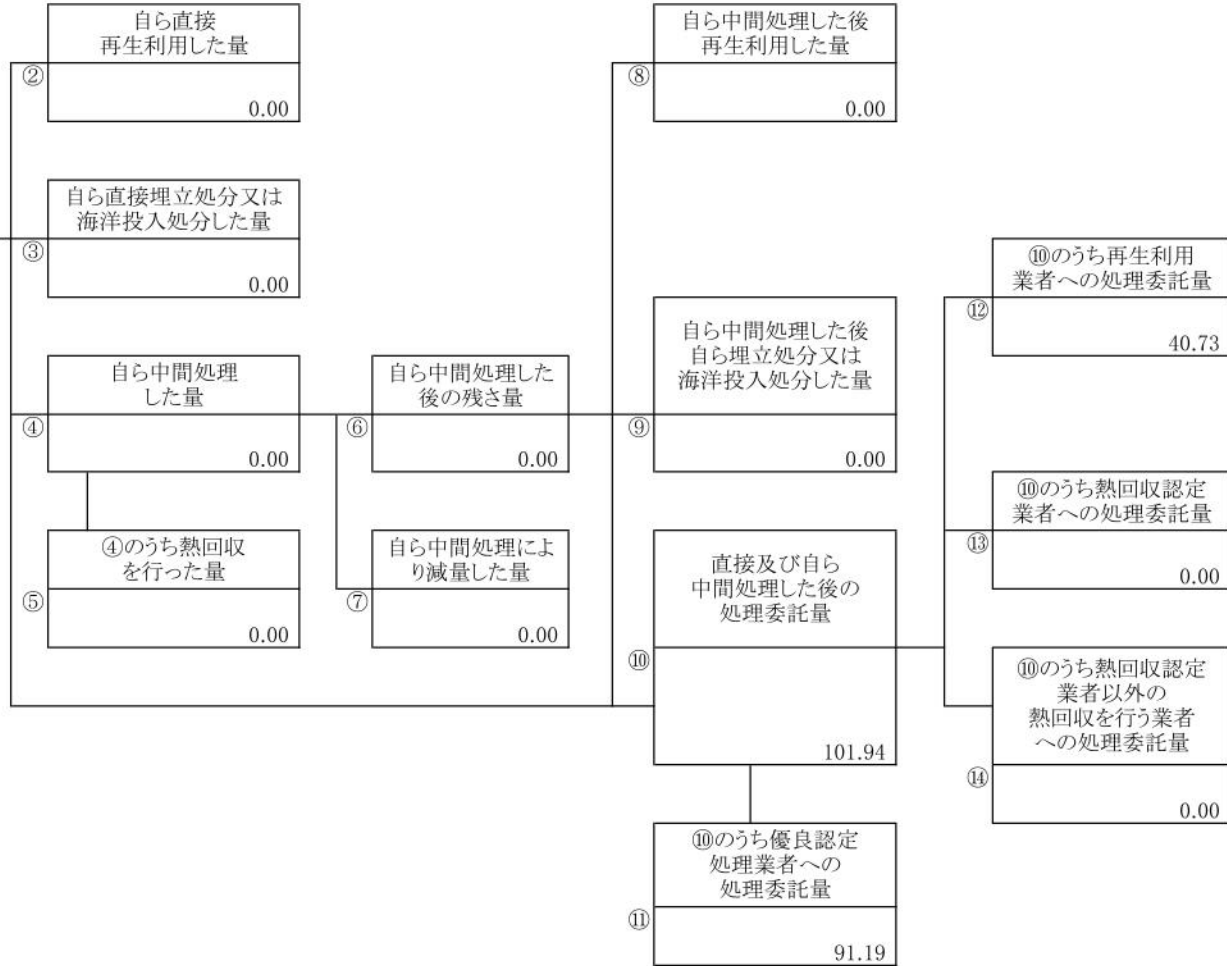 自ら直接
再生利用した量
②
0.00
自ら直接埋立処分又は
海洋投入処分した量
③
0.00
自ら中間処理
した量
④
0.00
④のうち熱回収
を行った量
⑤
0.00
自ら中間処理した
後の残さ量
⑥
0.00
自ら中間処理によ
り減量した量
⑦
0.00
自ら中間処理した後
再生利用した量
⑧
0.00
自ら中間処理した後
自ら埋立処分又は
海洋投入処分した量
⑨
0.00
直接及び自ら
中間処理した後の
処理委託量
⑩
101.94
⑩のうち優良認定
処理業者への
処理委託量
⑪
91.19
⑩のうち再生利用
業者への処理委託量
⑫
40.73
⑩のうち熱回収認定
業者への処理委託量
⑬
0.00
⑩のうち熱回収認定
業者以外の
熱回収を行う業者
への処理委託量
⑭
0.00